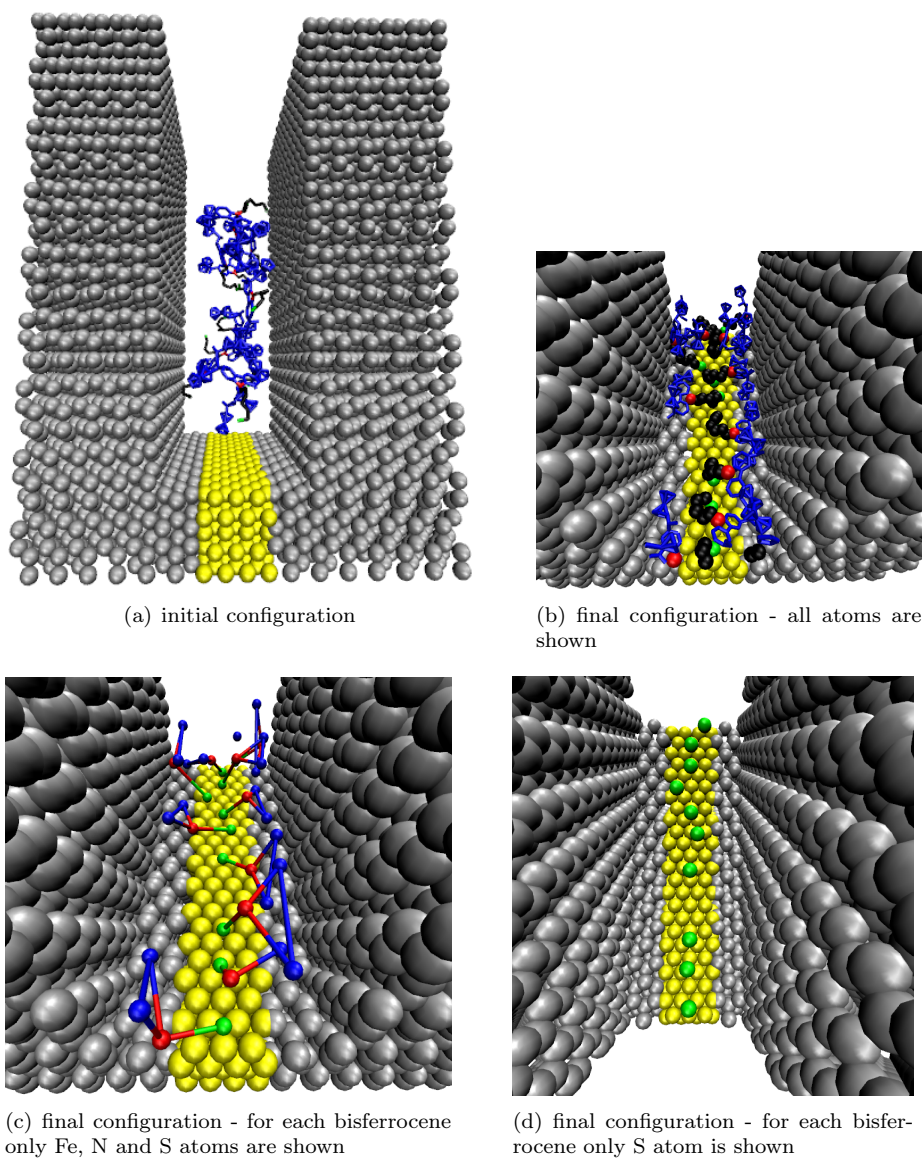 (a) initial configuration
(b) final configuration - all atoms are
shown
(c) final configuration - for each bisferrocene
only Fe, N and S atoms are shown
(d) final configuration - for each bisfer-
rocene only S atom is shown